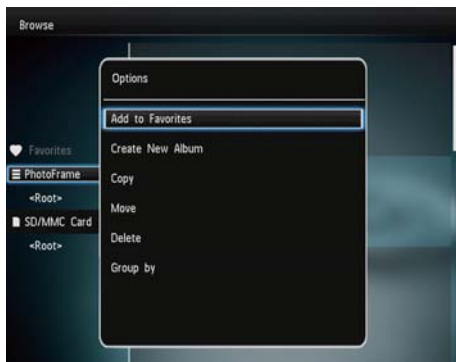 Browse
Options
Add to Favorites
Create New Album
Copy
Move
Delete
Group by
Favorites
PhotoFrame
<Root>
SD/MMC Card
<Root>